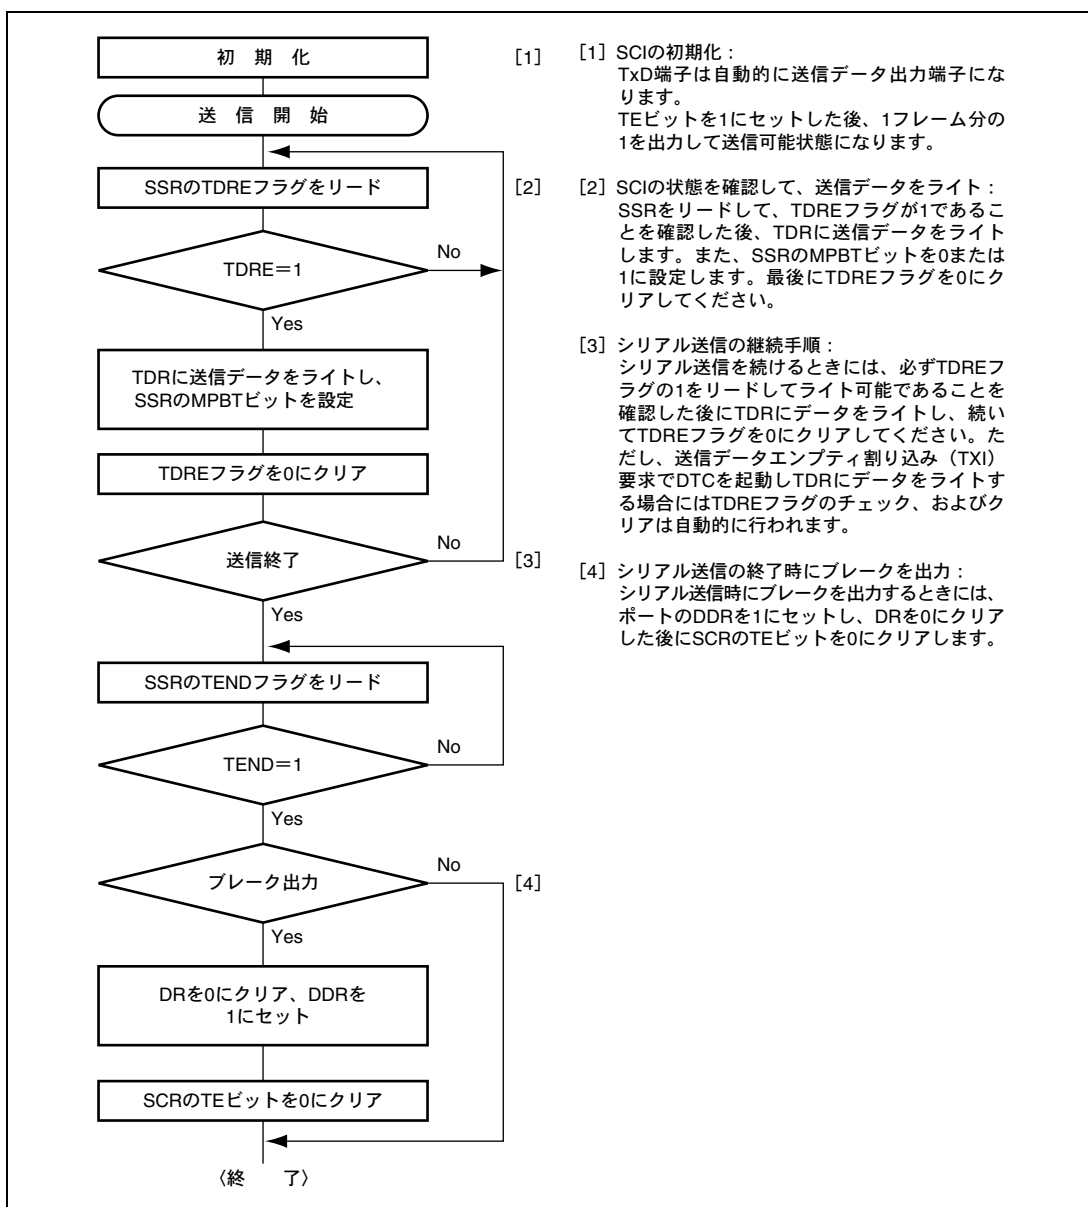 初 期 化
[1]
送 信 開 始
SSRのTDREフラグをリード
[2]
TDRE＝1
No
Yes
TDRに送信データをライトし、
SSRのMPBTビットを設定
TDREフラグを0にクリア
送信終了
No
[3]
Yes
SSRのTENDフラグをリード
TEND＝1
No
Yes
ブレーク出力
No
[4]
Yes
DRを0にクリア、DDRを
1にセット
SCRのTEビットを0にクリア
〈終 了〉
[1] SCIの初期化：
TxD端子は自動的に送信データ出力端子にな
ります。
TEビットを1にセットした後、1フレーム分の
1を出力して送信可能状態になります。
[2] SCIの状態を確認して、送信データをライト：
SSRをリードして、TDREフラグが1であるこ
とを確認した後、TDRに送信データをライト
します。また、SSRのMPBTビットを0または
1に設定します。最後にTDREフラグを0にク
リアしてください。
[3] シリアル送信の継続手順：
シリアル送信を続けるときには、必ずTDREフ
ラグの1をリードしてライト可能であることを
確認した後にTDRにデータをライトし、続い
てTDREフラグを0にクリアしてください。た
だし、送信データエンプティ割り込み（TXI）
要求でDTCを起動しTDRにデータをライトす
る場合にはTDREフラグのチェック、およびク
リアは自動的に行われます。
[4] シリアル送信の終了時にブレークを出力：
シリアル送信時にブレークを出力するときには、
ポートのDDRを1にセットし、DRを0にクリア
した後にSCRのTEビットを0にクリアします。